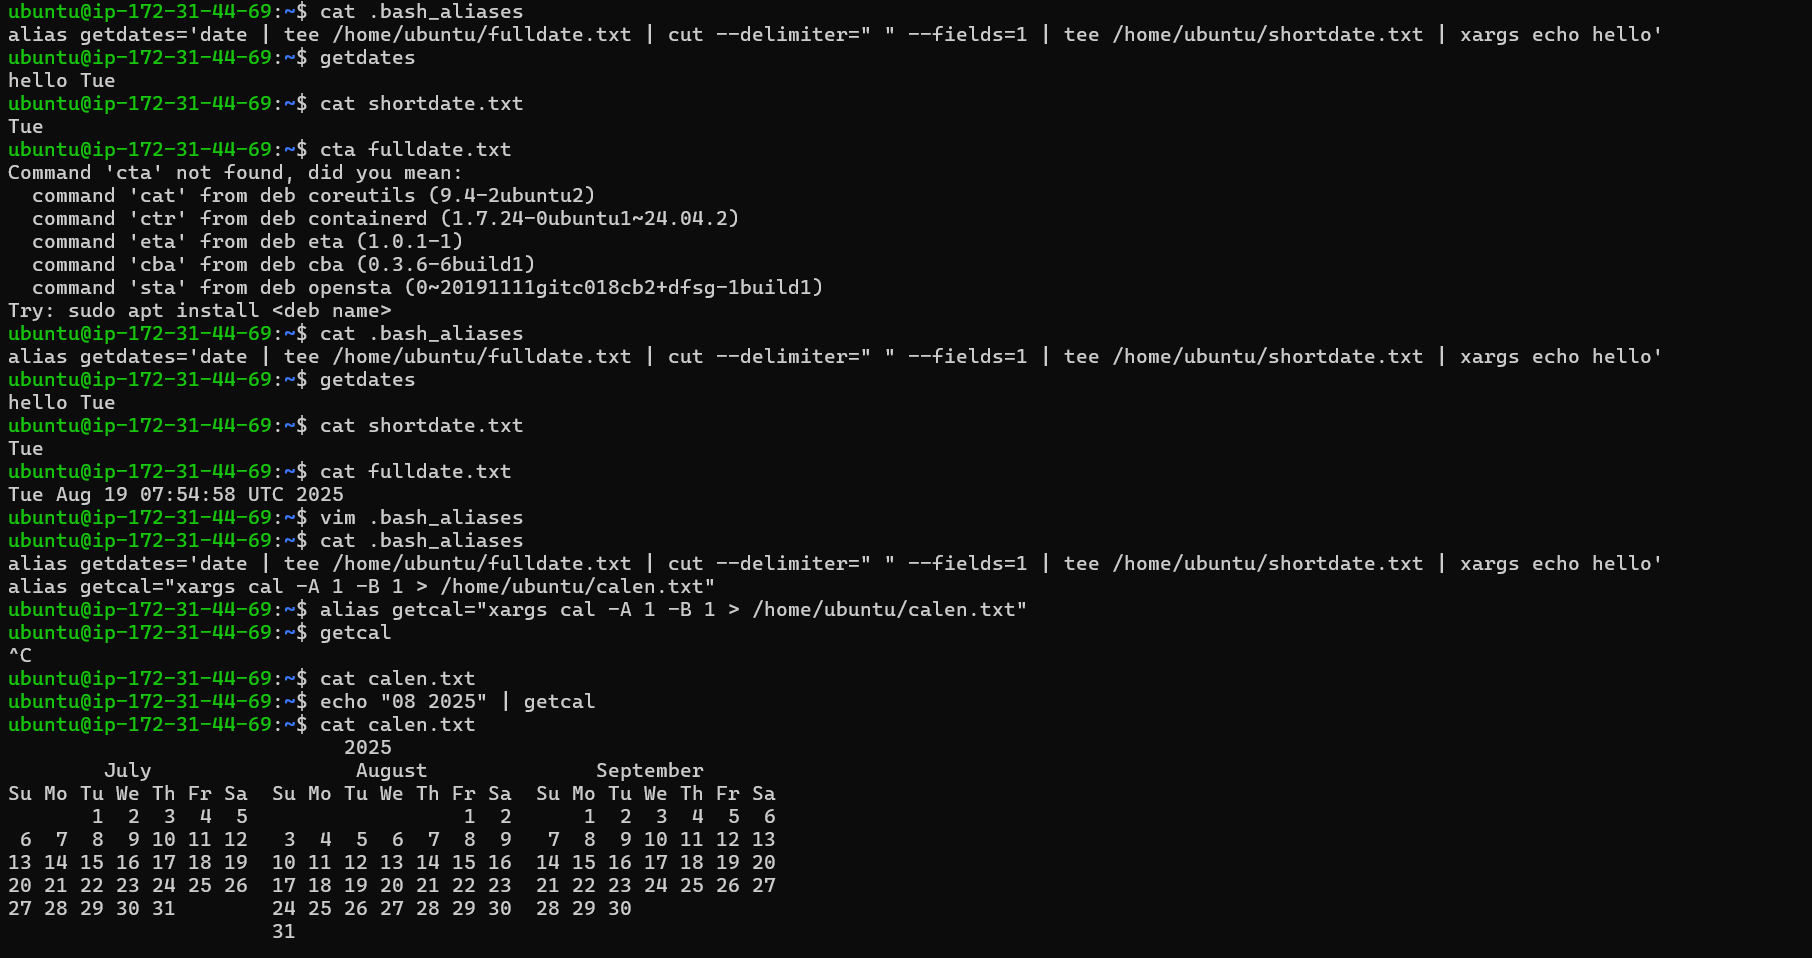 ubuntu@ip-172-31-44-69:~$ cat .bash_aliases
alias getdates='date | tee /home/ubuntu/fulldate.txt | cut --delimiter=" " --fields=1 | tee /home/ubuntu/shortdate.txt | xargs echo hello'
ubuntu@ip-172-31-44-69:~$ getdates
hello Tue
ubuntu@ip-172-31-44-69:~$ cat shortdate.txt
Tue
ubuntu@ip-172-31-44-69:~$ cta fulldate.txt
Command 'cta' not found, did you mean:
  command 'cat' from deb coreutils (9.4-2ubuntu2)
  command 'ctr' from deb containerd (1.7.24-0ubuntu1~24.04.2)
  command 'eta' from deb eta (1.0.1-1)
  command 'cba' from deb cba (0.3.6-6build1)
  command 'sta' from deb opensta (0~20191111gitc018cb2+dfsg-1build1)
Try: sudo apt install <deb name>
ubuntu@ip-172-31-44-69:~$ cat .bash_aliases
alias getdates='date | tee /home/ubuntu/fulldate.txt | cut --delimiter=" " --fields=1 | tee /home/ubuntu/shortdate.txt | xargs echo hello'
ubuntu@ip-172-31-44-69:~$ getdates
hello Tue
ubuntu@ip-172-31-44-69:~$ cat shortdate.txt
Tue
ubuntu@ip-172-31-44-69:~$ cat fulldate.txt
Tue Aug 19 07:54:58 UTC 2025
ubuntu@ip-172-31-44-69:~$ vim .bash_aliases
ubuntu@ip-172-31-44-69:~$ cat .bash_aliases
alias getdates='date | tee /home/ubuntu/fulldate.txt | cut --delimiter=" " --fields=1 | tee /home/ubuntu/shortdate.txt | xargs echo hello'
alias getcal="xargs cal -A 1 -B 1 > /home/ubuntu/calen.txt"
ubuntu@ip-172-31-44-69:~$ alias getcal="xargs cal -A 1 -B 1 > /home/ubuntu/calen.txt"
ubuntu@ip-172-31-44-69:~$ getcal
^C
ubuntu@ip-172-31-44-69:~$ cat calen.txt
ubuntu@ip-172-31-44-69:~$ echo "08 2025" | getcal
ubuntu@ip-172-31-44-69:~$ cat calen.txt
                            2025
        July                 August              September
Su Mo Tu We Th Fr Sa  Su Mo Tu We Th Fr Sa  Su Mo Tu We Th Fr Sa
       1  2  3  4  5                  1  2      1  2  3  4  5  6
 6  7  8  9 10 11 12   3  4  5  6  7  8  9   7  8  9 10 11 12 13
13 14 15 16 17 18 19  10 11 12 13 14 15 16  14 15 16 17 18 19 20
20 21 22 23 24 25 26  17 18 19 20 21 22 23  21 22 23 24 25 26 27
27 28 29 30 31        24 25 26 27 28 29 30  28 29 30
                      31